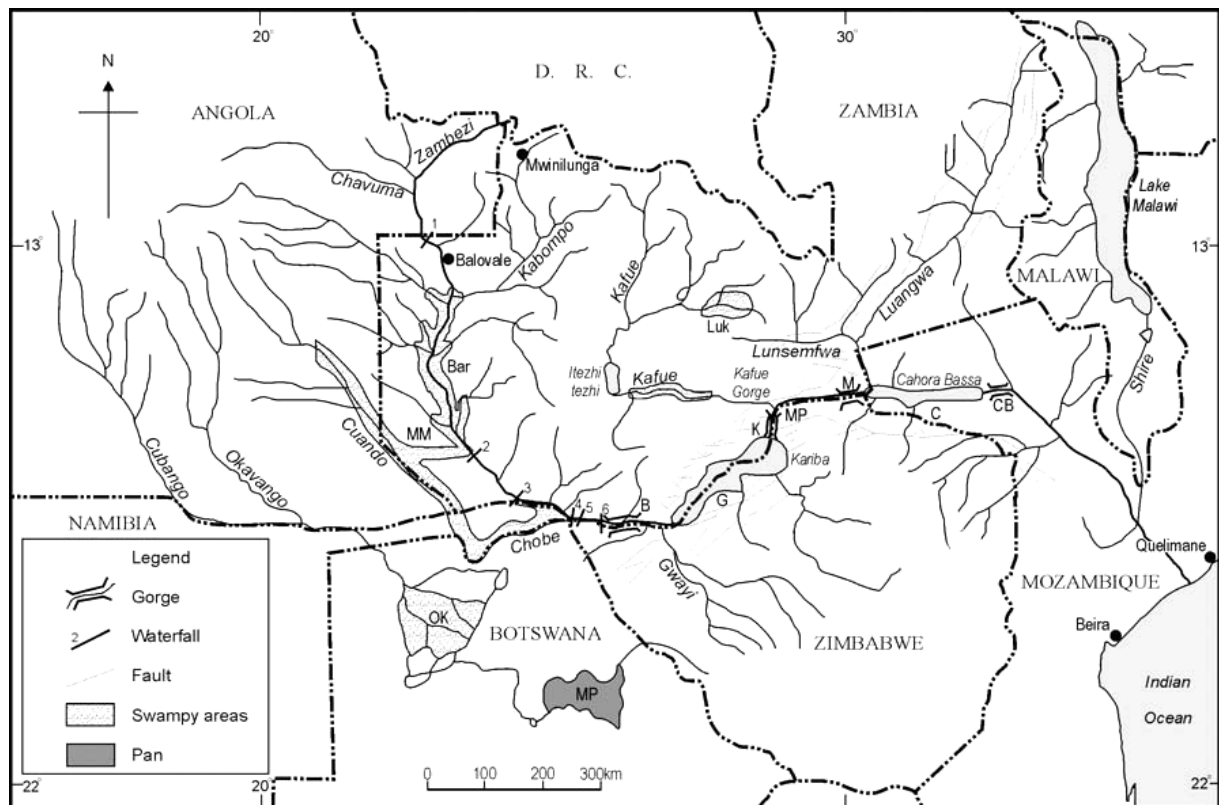 20°
30°
N
D. R. C.
ANGOLA
ZAMBIA
Zambezi
Mwinilunga
Chavuma
Lake
Malawi
13°
1
13°
Balovale
Kabompo
Kafue
Luangwa
MALAWI
Luk
Lunsemfwa
Shire
Bar
Itezhi
tezhi
Kafue
Kafue
Gorge
M
Cahora Bassa
MP
CB
C
K
MM
Cuando
2
Kariba
Cubango
Okavango
3
G
4
5
6
B
NAMIBIA
Chobe
Gwayi
Quelimane
Legend
Gorge
2
Waterfall
Fault
Swampy areas
Pan
OK
BOTSWANA
MP
ZIMBABWE
MOZAMBIQUE
Beira
Indian
Ocean
22°
20°
0 100 200 300km
30°
22°